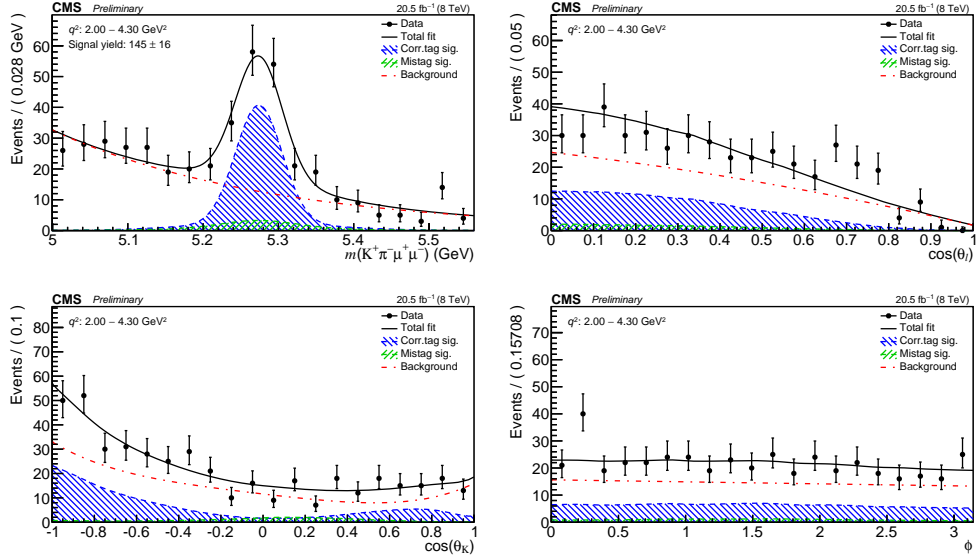 CMS Preliminary 20.5 fb⁻¹ (8 TeV)
q²: 2.00 − 4.30 GeV²
Signal yield: 145 ± 16
Data
Total fit
Corr.tag sig.
Mistag sig.
Background
Events / ( 0.028 GeV )
0 10 20 30 40 50 60
5 5.1 5.2 5.3 5.4 5.5
m(K⁺π⁻μ⁺μ⁻) (GeV)
CMS Preliminary 20.5 fb⁻¹ (8 TeV)
q²: 2.00 − 4.30 GeV²
Data
Total fit
Corr.tag sig.
Mistag sig.
Background
Events / ( 0.05 )
0 10 20 30 40 50 60
0 0.1 0.2 0.3 0.4 0.5 0.6 0.7 0.8 0.9 1
cos(θ_l)
CMS Preliminary 20.5 fb⁻¹ (8 TeV)
q²: 2.00 − 4.30 GeV²
Data
Total fit
Corr.tag sig.
Mistag sig.
Background
Events / ( 0.1 )
0 10 20 30 40 50 60 70 80
-1 -0.8 -0.6 -0.4 -0.2 0 0.2 0.4 0.6 0.8 1
cos(θ_K)
CMS Preliminary 20.5 fb⁻¹ (8 TeV)
q²: 2.00 − 4.30 GeV²
Data
Total fit
Corr.tag sig.
Mistag sig.
Background
Events / ( 0.15708 )
0 10 20 30 40 50 60 70
0 0.5 1 1.5 2 2.5 3
ϕ